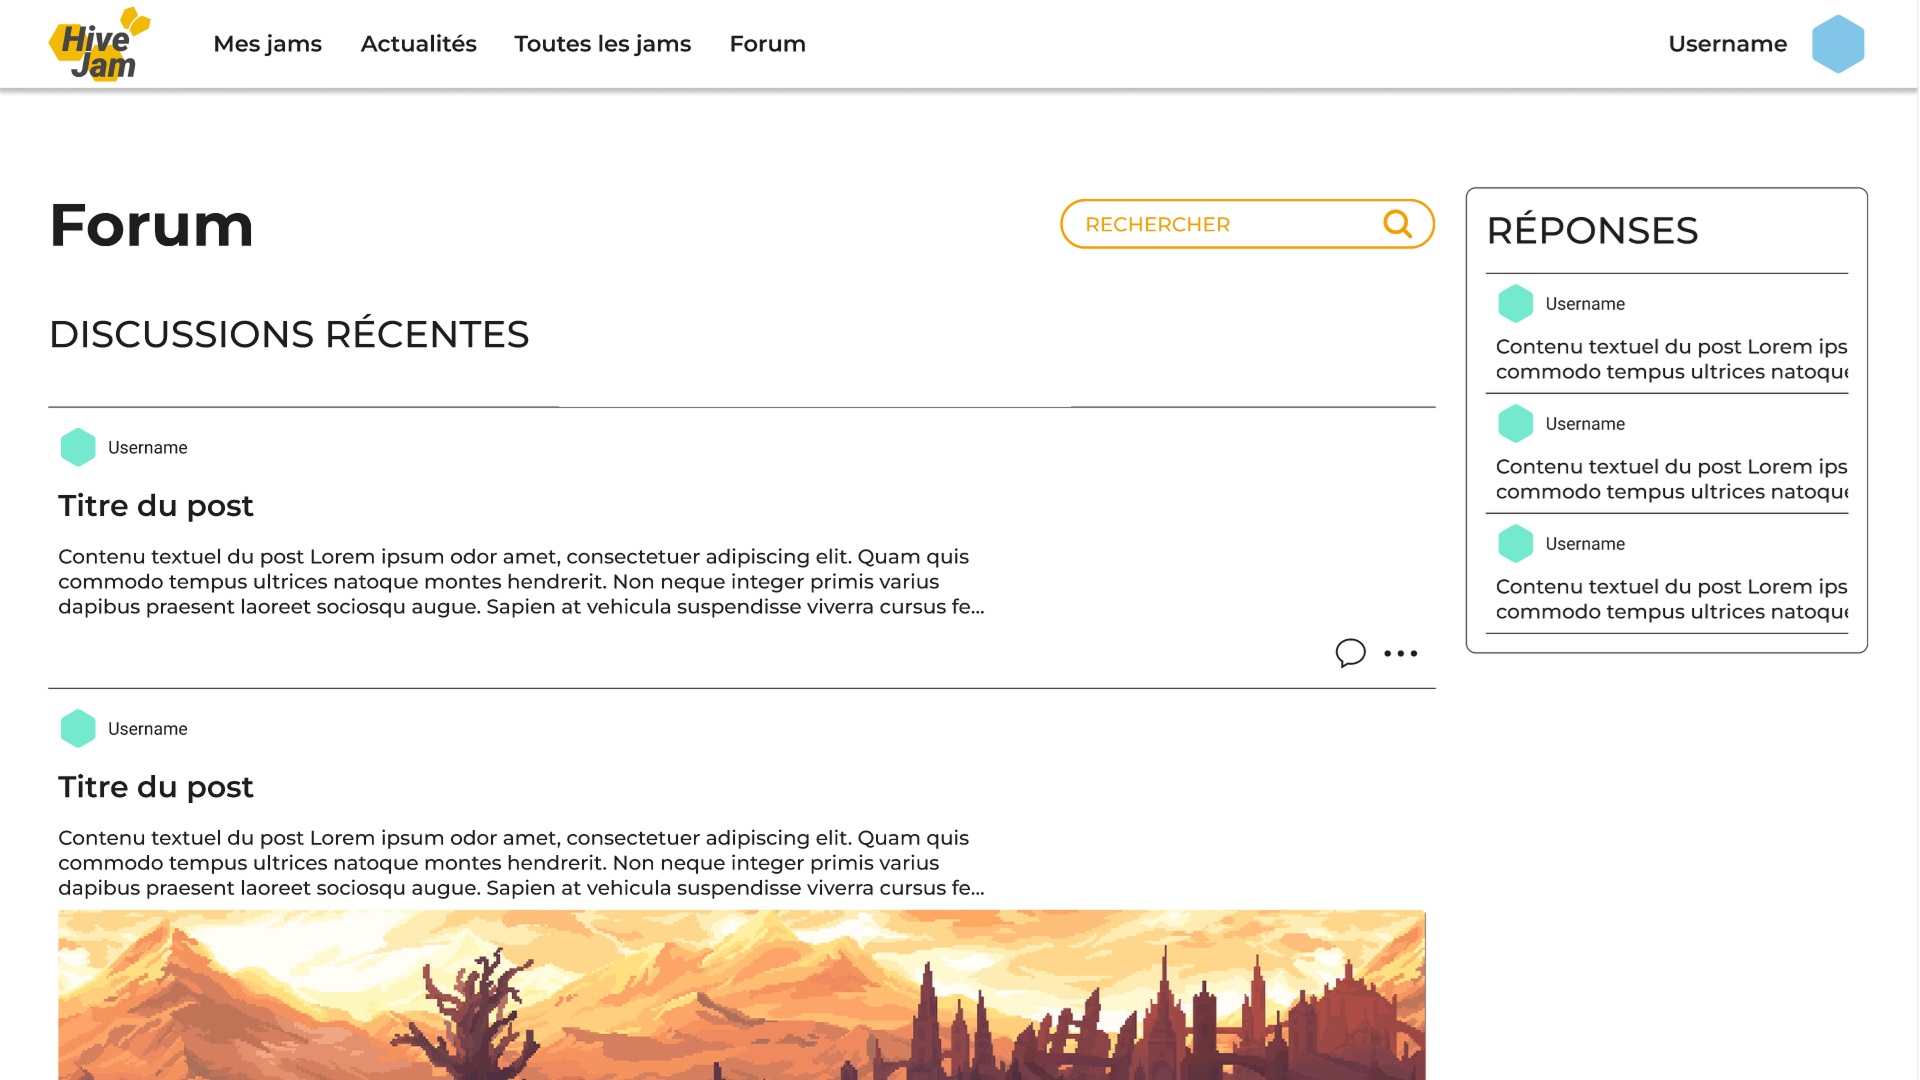 Hive
Jam
Mes jams
Actualités
Toutes les jams
Forum
Username
Forum
RECHERCHER
DISCUSSIONS RÉCENTES
Username
Titre du post
Contenu textuel du post Lorem ipsum odor amet, consectetuer adipiscing elit. Quam quis
commodo tempus ultrices natoque montes hendrerit. Non neque integer primis varius
dapibus praesent laoreet sociosqu augue. Sapien at vehicula suspendisse viverra cursus fe...
Username
Titre du post
Contenu textuel du post Lorem ipsum odor amet, consectetuer adipiscing elit. Quam quis
commodo tempus ultrices natoque montes hendrerit. Non neque integer primis varius
dapibus praesent laoreet sociosqu augue. Sapien at vehicula suspendisse viverra cursus fe...
RÉPONSES
Username
Contenu textuel du post Lorem ips
commodo tempus ultrices natoque
Username
Contenu textuel du post Lorem ips
commodo tempus ultrices natoque
Username
Contenu textuel du post Lorem ips
commodo tempus ultrices natoque